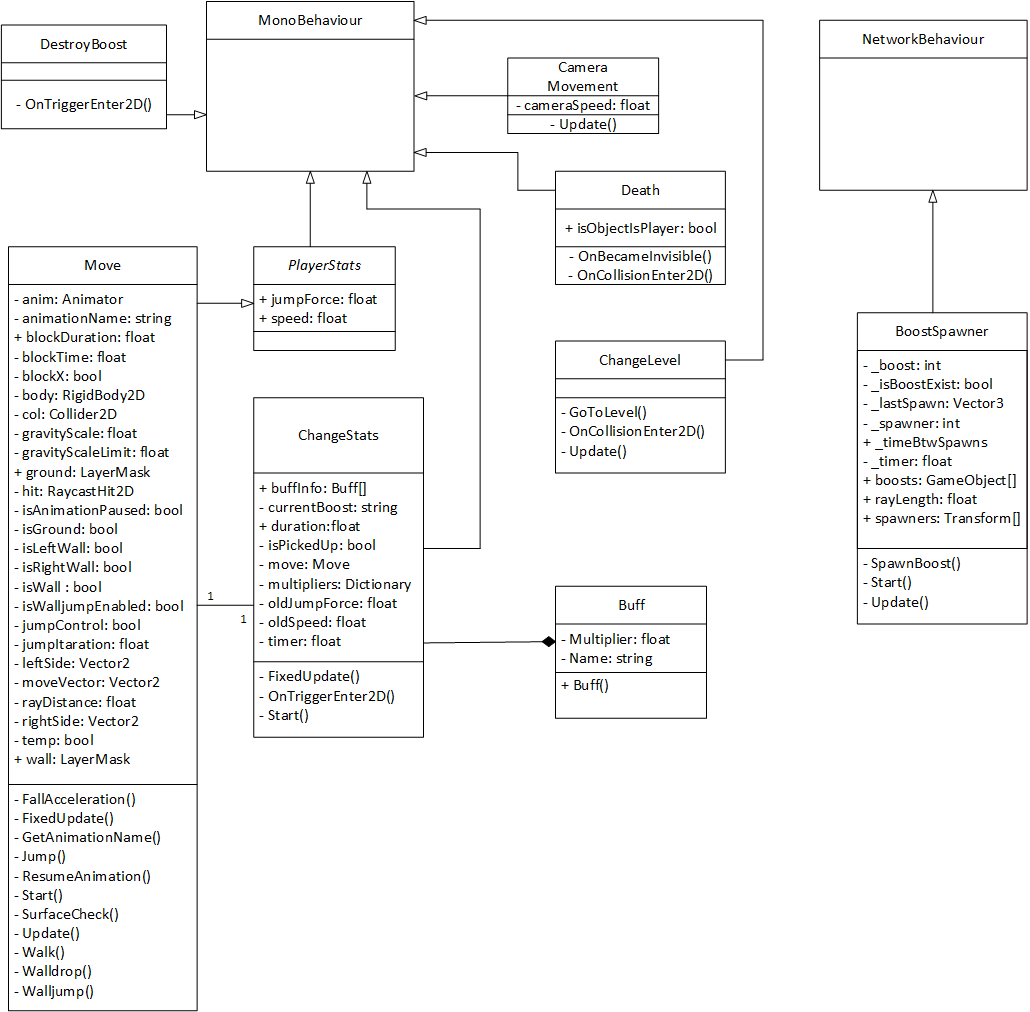 MonoBehaviour
DestroyBoost
- OnTriggerEnter2D()
Camera
Movement
- cameraSpeed: float
- Update()
NetworkBehaviour
Death
+ isObjectIsPlayer: bool
- OnBecameInvisible()
- OnCollisionEnter2D()
Move
- anim: Animator
- animationName: string
+ blockDuration: float
- blockTime: float
- blockX: bool
- body: RigidBody2D
- col: Collider2D
- gravityScale: float
- gravityScaleLimit: float
+ ground: LayerMask
- hit: RaycastHit2D
- isAnimationPaused: bool
- isGround: bool
- isLeftWall: bool
- isRightWall: bool
- isWall : bool
- isWalljumpEnabled: bool
- jumpControl: bool
- jumpItaration: float
- leftSide: Vector2
- moveVector: Vector2
- rayDistance: float
- rightSide: Vector2
- temp: bool
+ wall: LayerMask
- FallAcceleration()
- FixedUpdate()
- GetAnimationName()
- Jump()
- ResumeAnimation()
- Start()
- SurfaceCheck()
- Update()
- Walk()
- Walldrop()
- Walljump()
PlayerStats
+ jumpForce: float
+ speed: float
1
1
ChangeStats
+ buffInfo: Buff[]
- currentBoost: string
+ duration:float
- isPickedUp: bool
- move: Move
- multipliers: Dictionary
- oldJumpForce: float
- oldSpeed: float
- timer: float
- FixedUpdate()
- OnTriggerEnter2D()
- Start()
ChangeLevel
- GoToLevel()
- OnCollisionEnter2D()
- Update()
Buff
- Multiplier: float
- Name: string
+ Buff()
BoostSpawner
- _boost: int
- _isBoostExist: bool
- _lastSpawn: Vector3
- _spawner: int
+ _timeBtwSpawns
- _timer: float
+ boosts: GameObject[]
+ rayLength: float
+ spawners: Transform[]
- SpawnBoost()
- Start()
- Update()